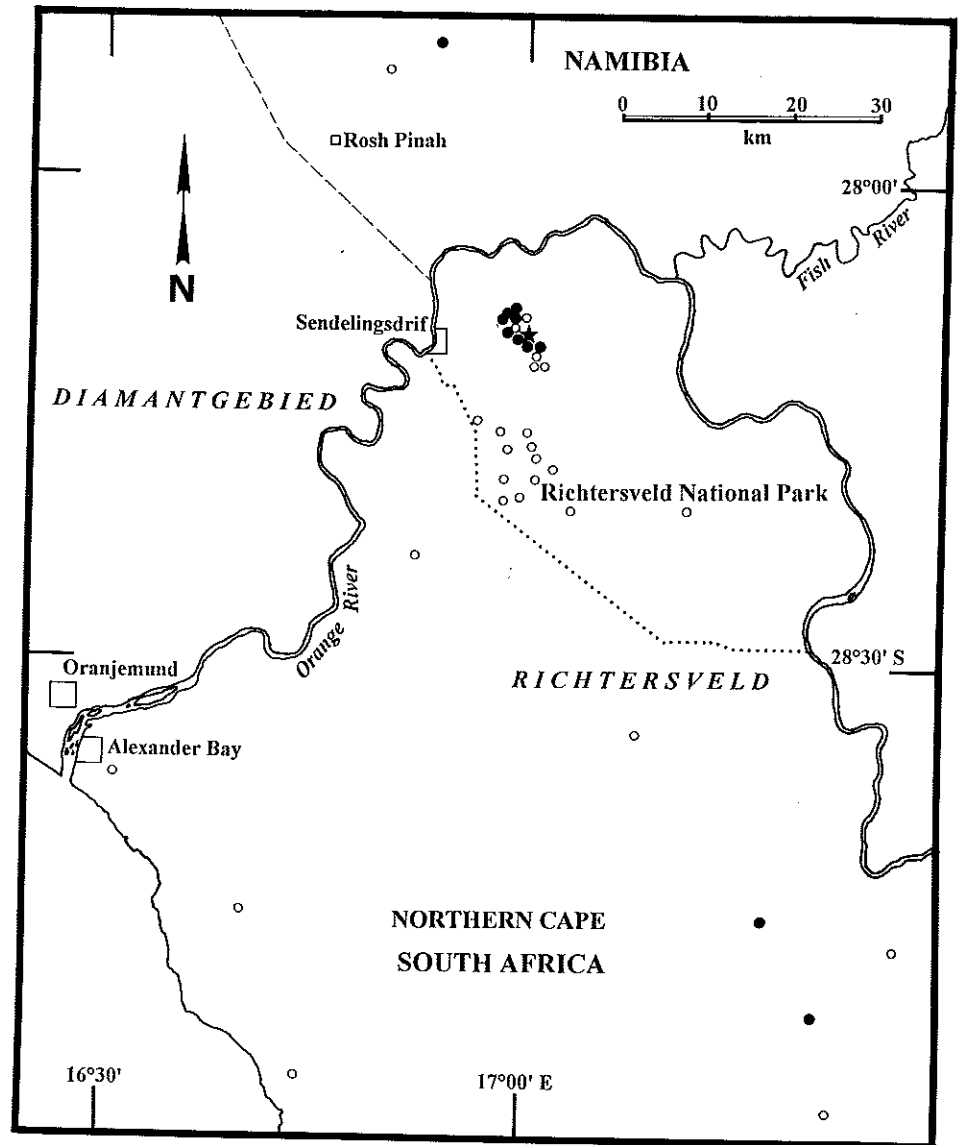 NAMIBIA
0 10 20 30
km
Rosh Pinah
28°00'
N
Fish River
Sendelingsdrif
DIAMANTGEBIED
Richtersveld National Park
Orange River
Oranjemund
28°30' S
RICHTERSVELD
Alexander Bay
NORTHERN CAPE
SOUTH AFRICA
16°30'
17°00' E